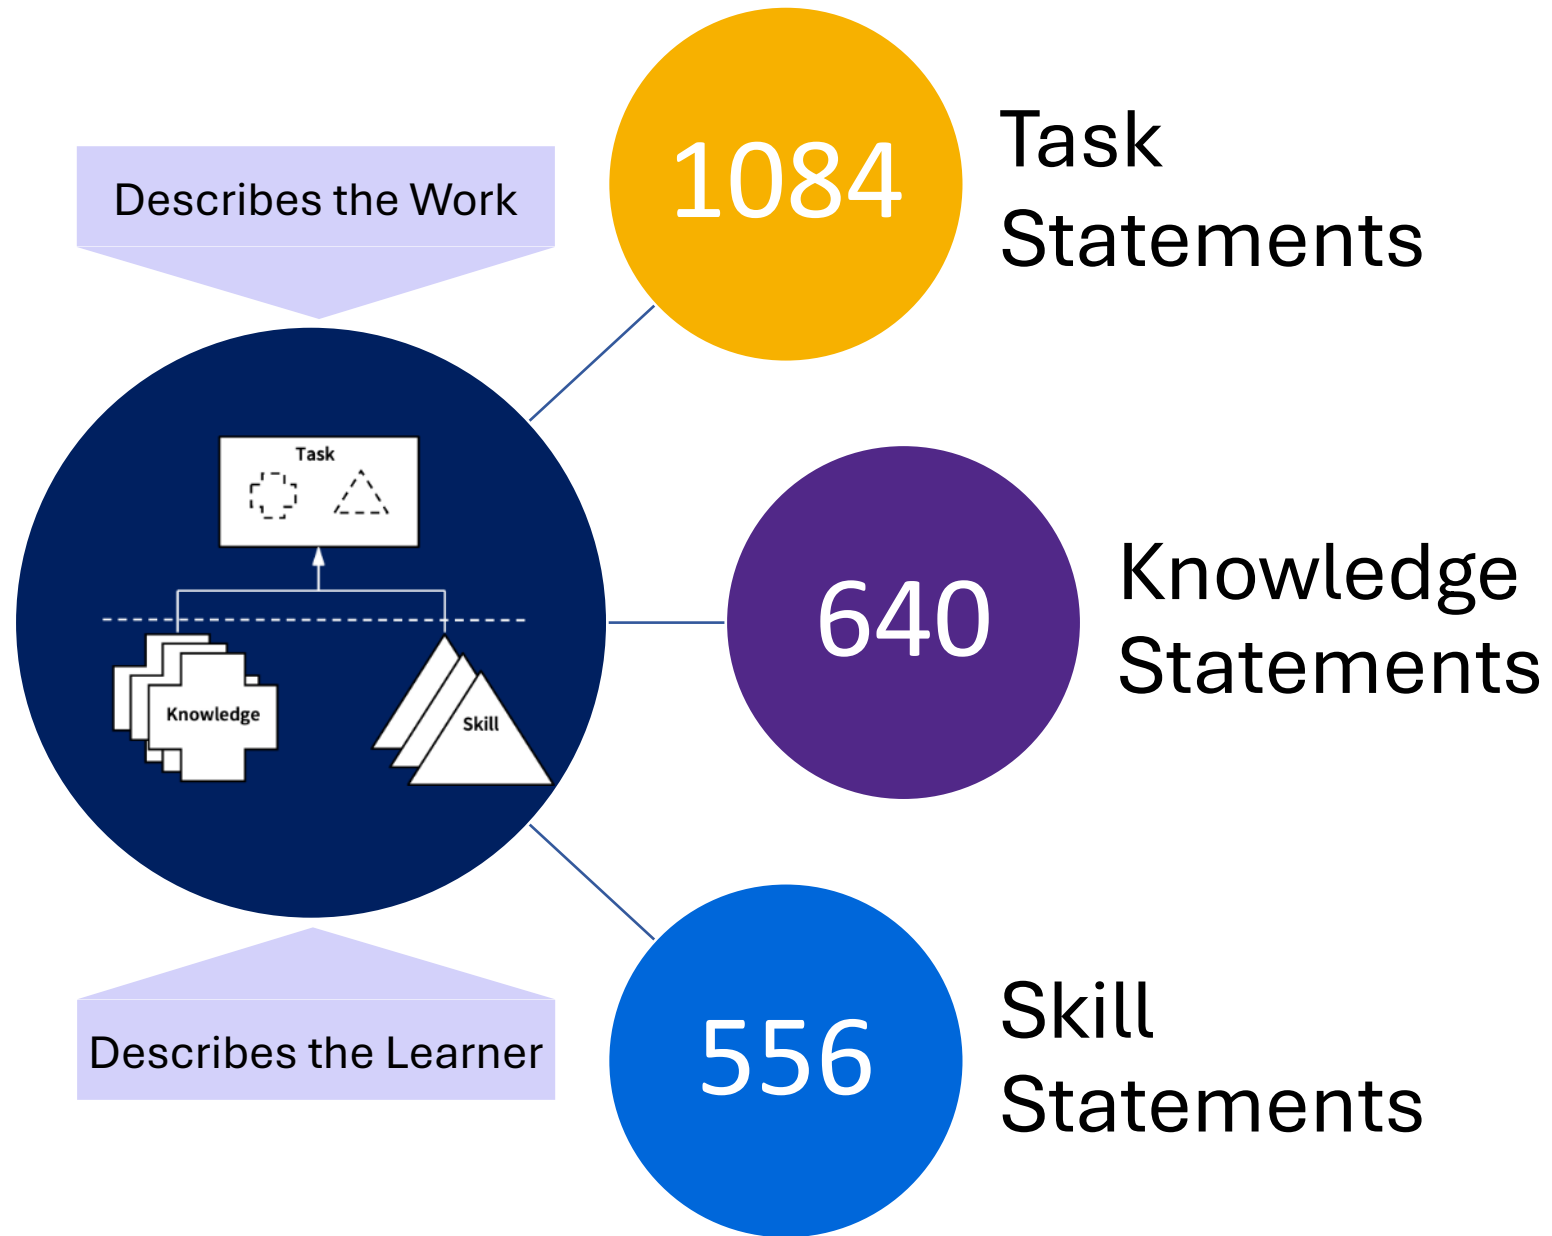 Describes the Work
Task
Knowledge
Skill
Describes the Learner
1084
Task
Statements
640
Knowledge
Statements
556
Skill
Statements